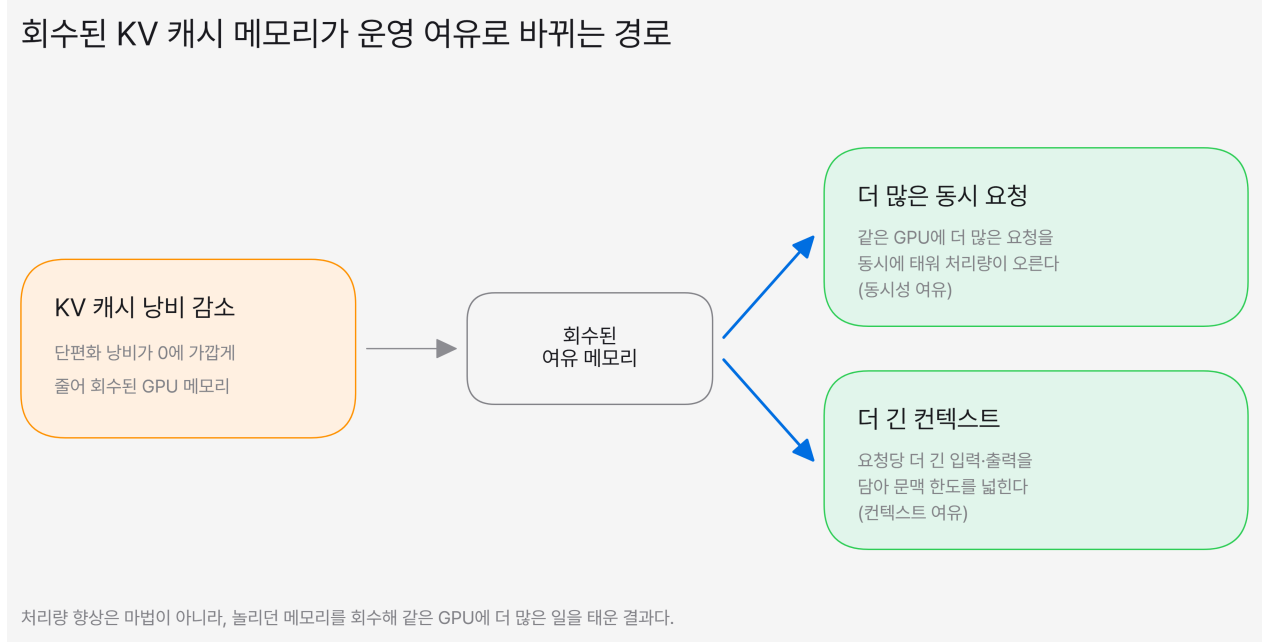 회수된 KV 캐시 메모리가 운영 여유로 바뀌는 경로
KV 캐시 낭비 감소
단편화 낭비가 0에 가깝게
줄어 회수된 GPU 메모리
회수된
여유 메모리
더 많은 동시 요청
같은 GPU에 더 많은 요청을
동시에 태워 처리량이 오른다
(동시성 여유)
더 긴 컨텍스트
요청당 더 긴 입력·출력을
담아 문맥 한도를 넓힌다
(컨텍스트 여유)
처리량 향상은 마법이 아니라, 놀리던 메모리를 회수해 같은 GPU에 더 많은 일을 태운 결과다.